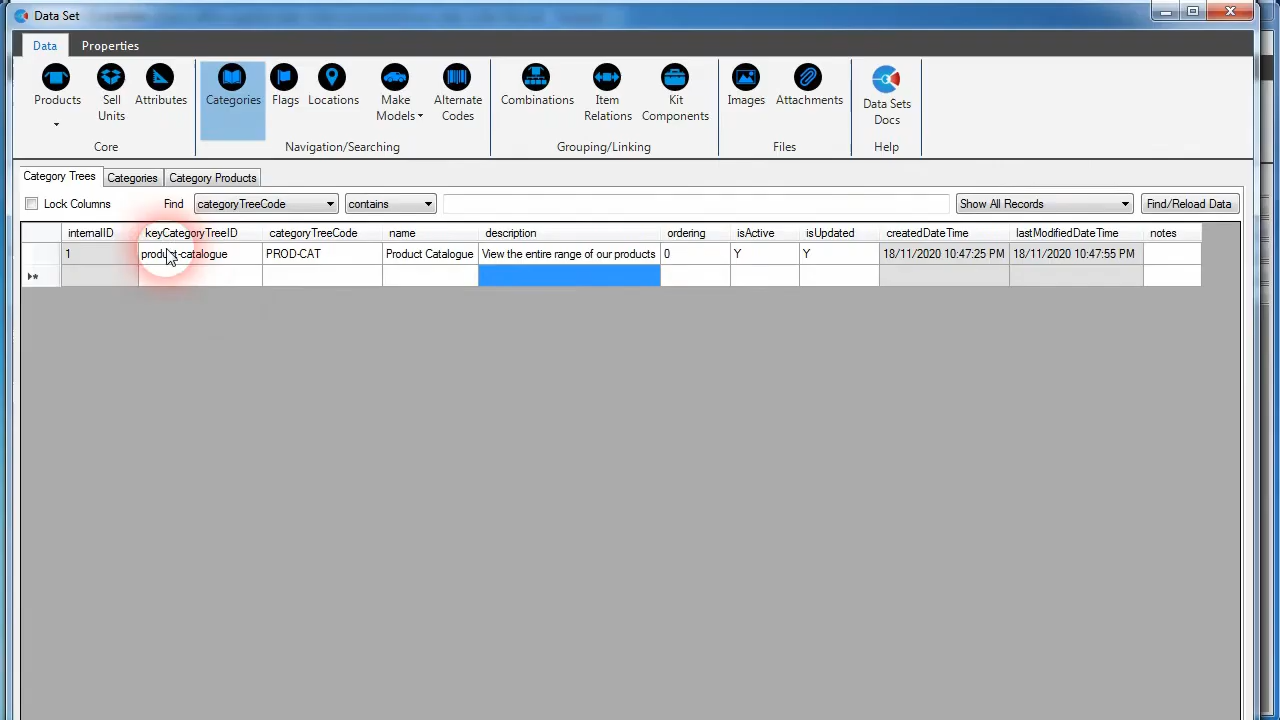 Data Set
Data Properties
Products Sell Units Attributes Categories Flags Locations Make Models Alternate Codes Combinations Item Relations Kit Components Images Attachments Data Sets Docs
Core Navigation/Searching Grouping/Linking Files Help
Category Trees Categories Category Products
Lock Columns Find categoryTreeCode contains Show All Records Find/Reload Data
internalID keyCategoryTreeID categoryTreeCode name description ordering isActive isUpdated createdDateTime lastModifiedDateTime notes
1 product-catalogue PROD-CAT Product Catalogue View the entire range of our products 0 Y Y 18/11/2020 10:47:25 PM 18/11/2020 10:47:55 PM